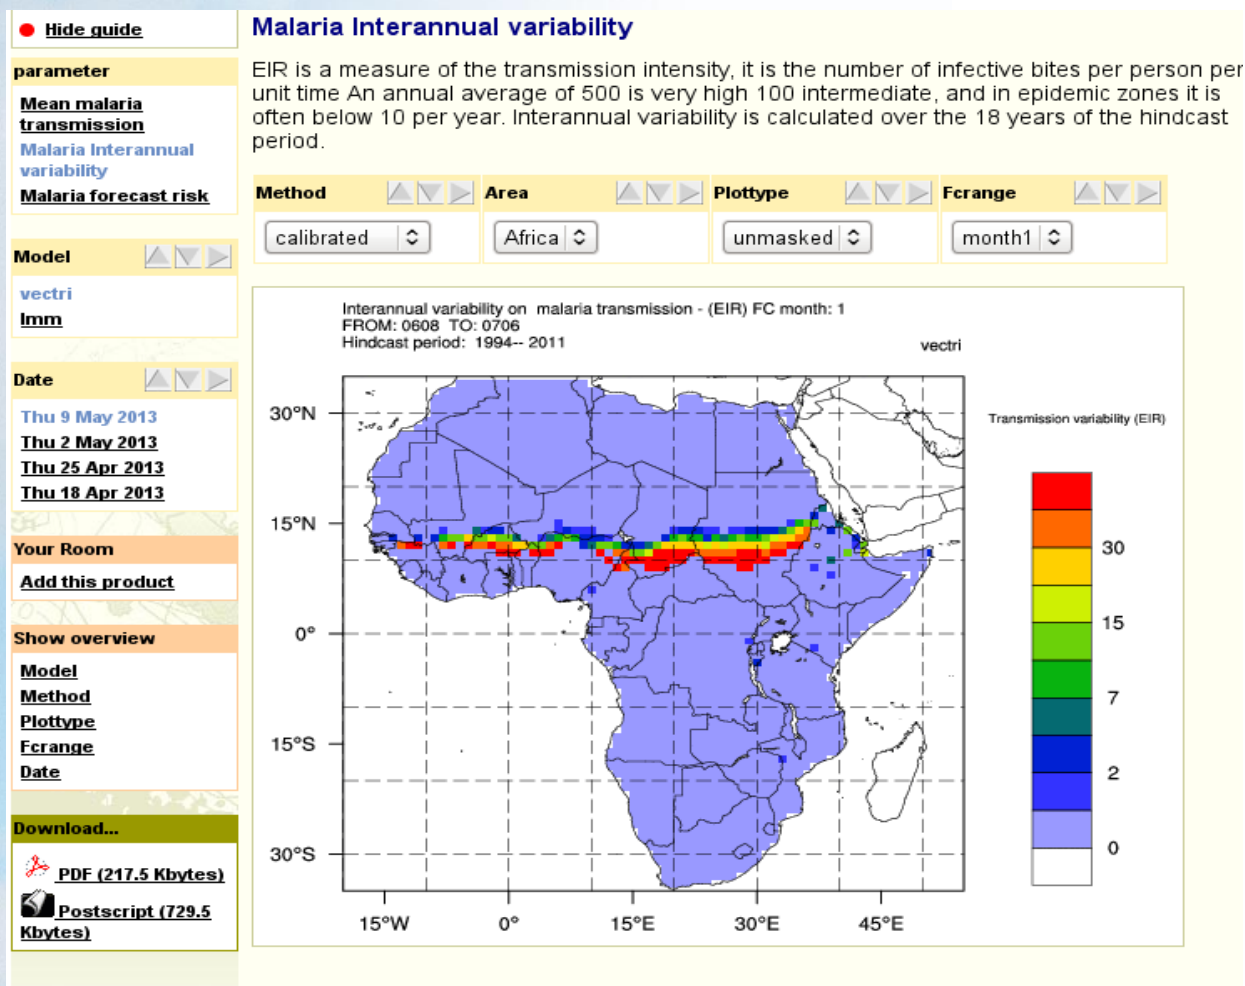 Hide guide
parameter
Mean malaria
transmission
Malaria Interannual
variability
Malaria forecast risk
Model
vectri
lmm
Date
Thu 9 May 2013
Thu 2 May 2013
Thu 25 Apr 2013
Thu 18 Apr 2013
Your Room
Add this product
Show overview
Model
Method
Plottype
Fcrange
Date
Download...
PDF (217.5 Kbytes)
Postscript (729.5
Kbytes)
Malaria Interannual variability
EIR is a measure of the transmission intensity, it is the number of infective bites per person per
unit time An annual average of 500 is very high 100 intermediate, and in epidemic zones it is
often below 10 per year. Interannual variability is calculated over the 18 years of the hindcast
period.
Method Area Plottype Fcrange
calibrated Africa unmasked month1
Interannual variability on malaria transmission - (EIR) FC month: 1
FROM: 0608 TO: 0706
Hindcast period: 1994-- 2011
vectri
30°N
15°N
0°
15°S
30°S
15°W 0° 15°E 30°E 45°E
Transmission variability (EIR)
30
15
7
2
0